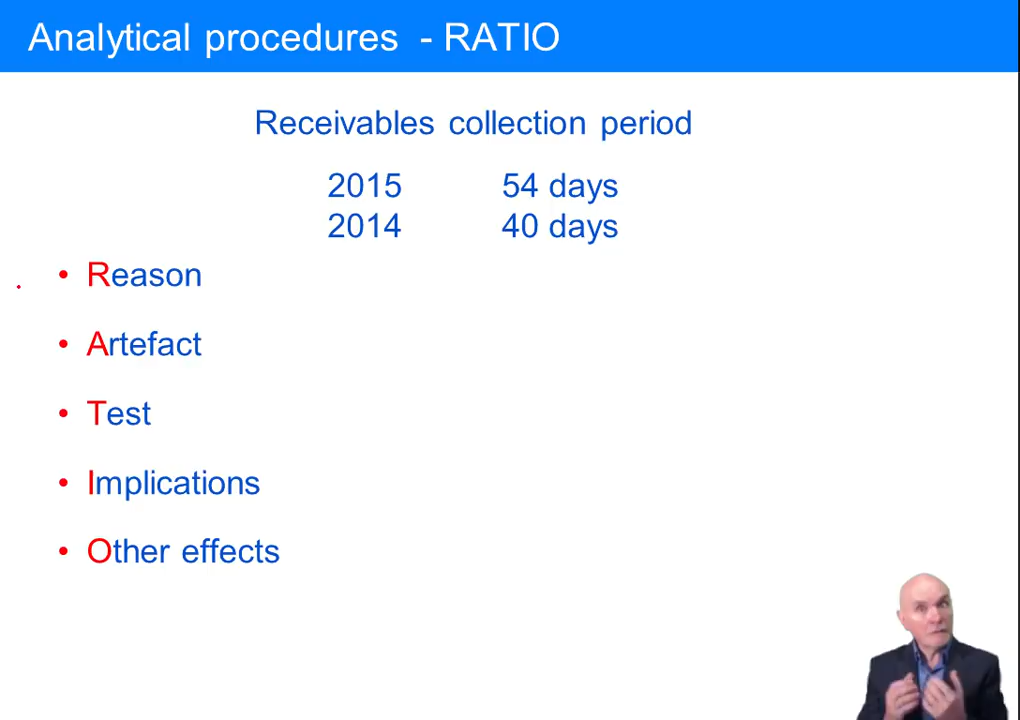 Analytical procedures - RATIO
Receivables collection period
2015 54 days
2014 40 days
• Reason
• Artefact
• Test
• Implications
• Other effects